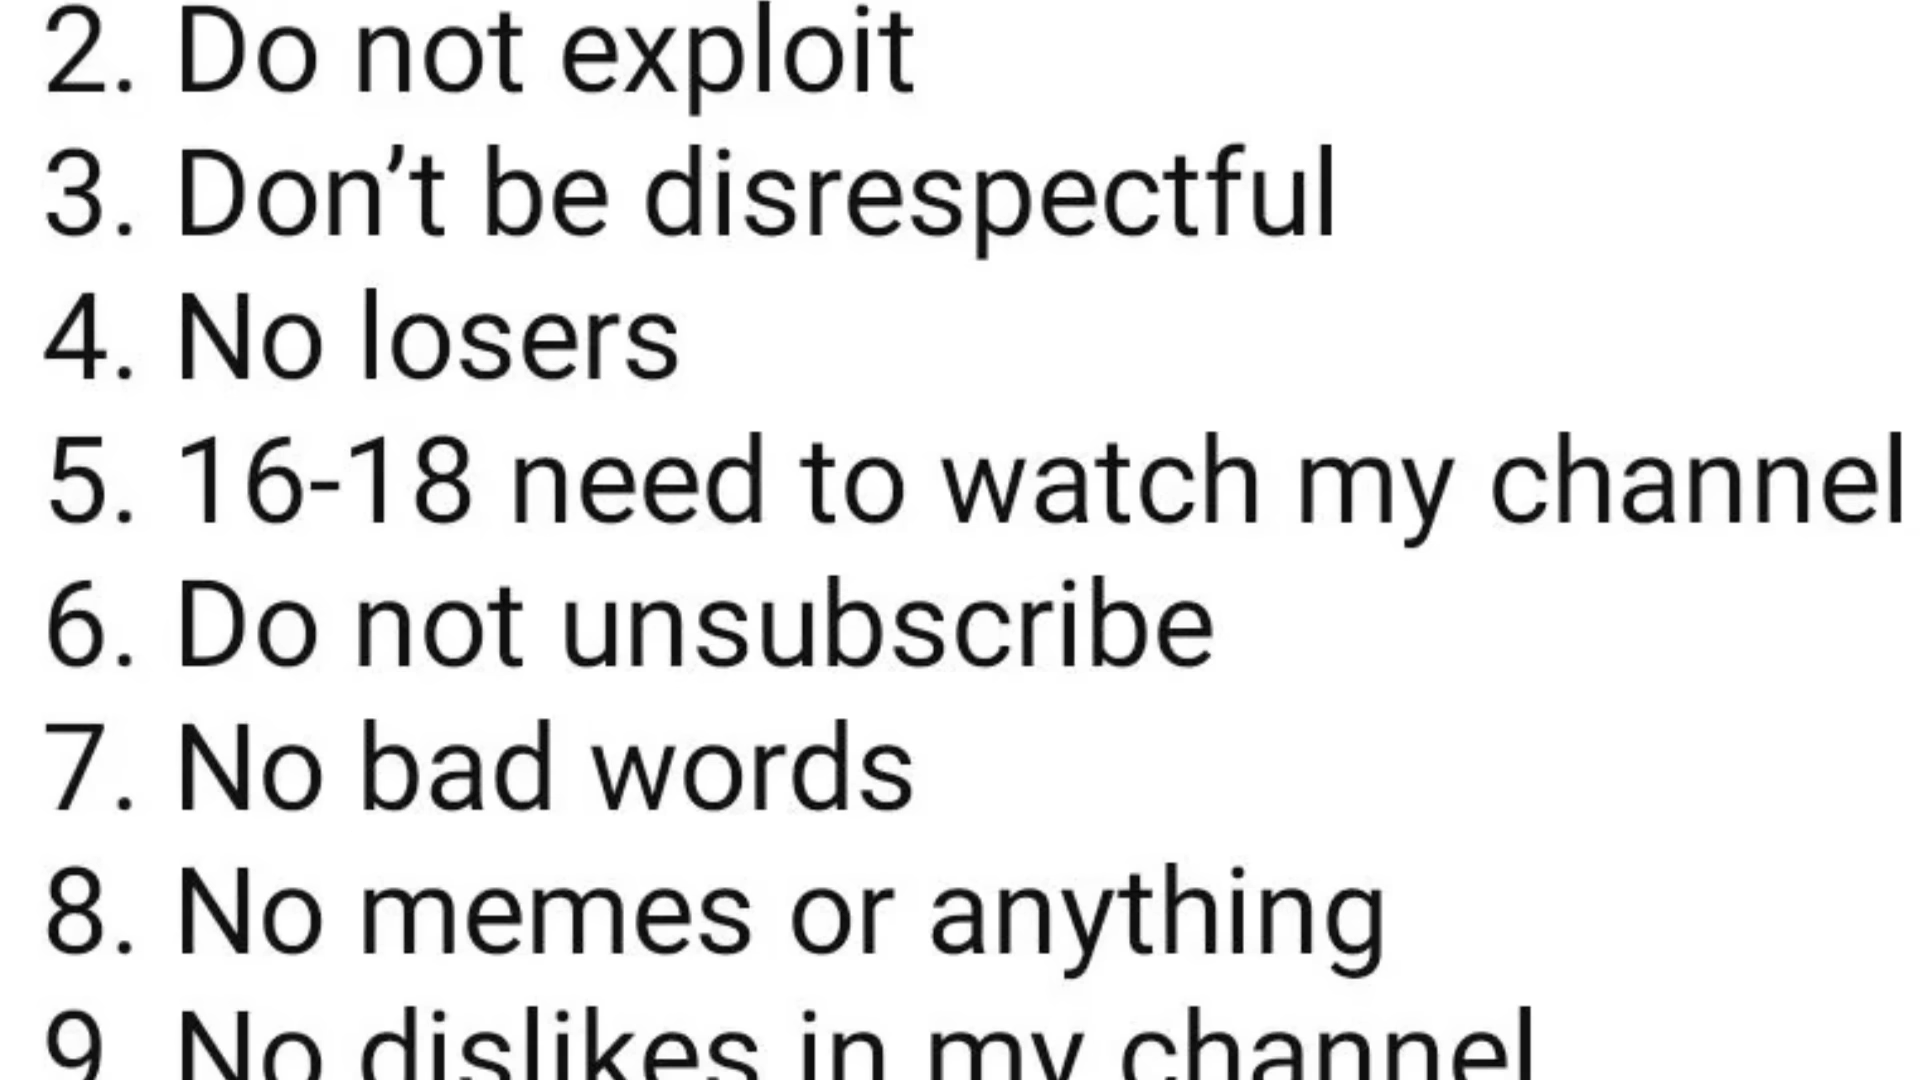 2. Do not exploit
3. Don’t be disrespectful
4. No losers
5. 16-18 need to watch my channel
6. Do not unsubscribe
7. No bad words
8. No memes or anything
9 No dislikes in my channel